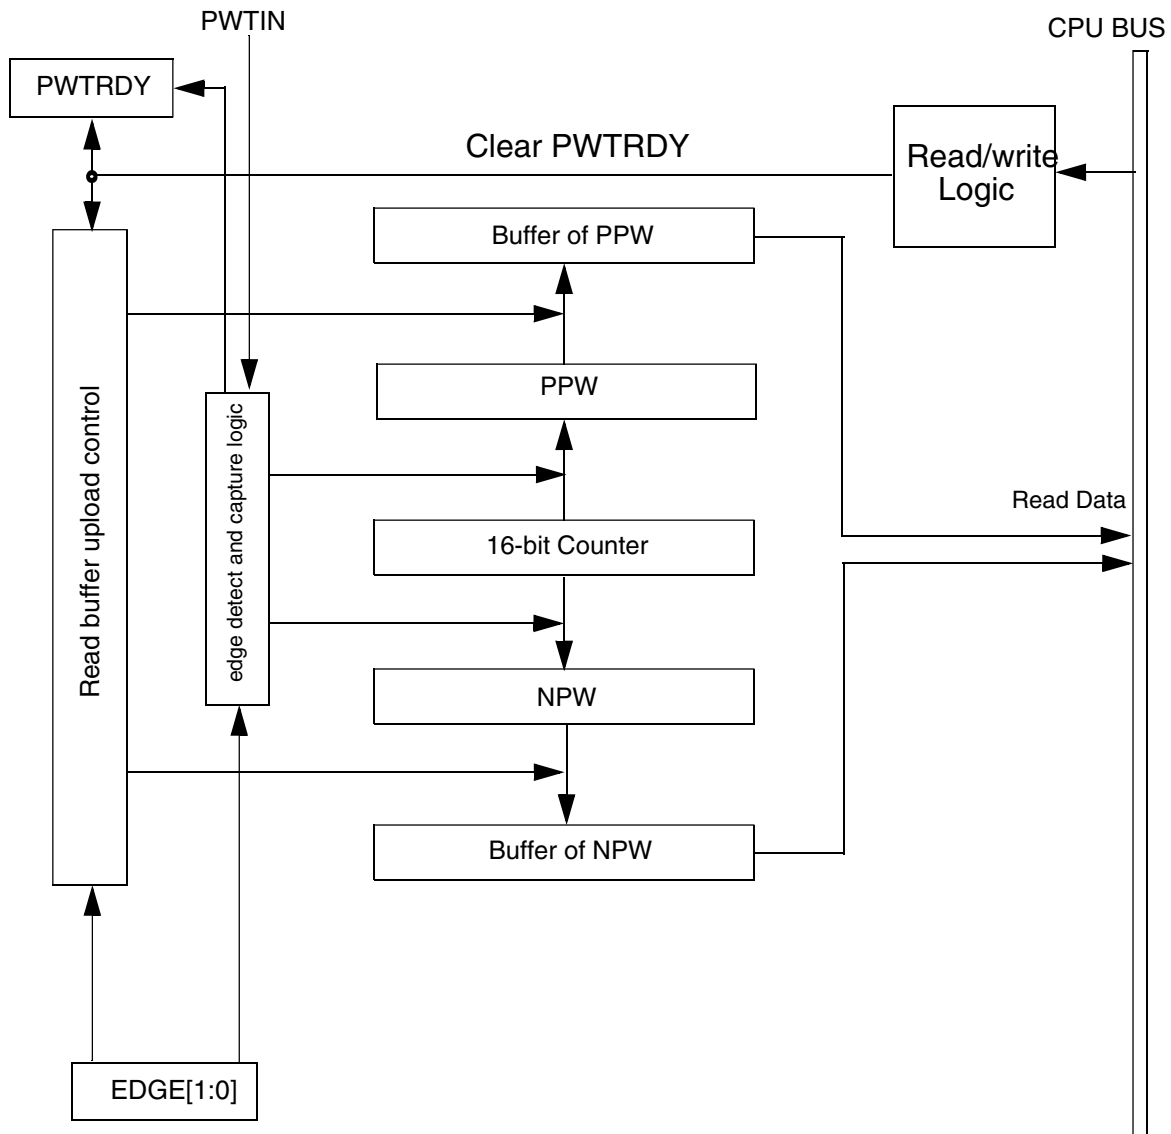 PWTIN
CPU BUS
PWTRDY
Clear PWTRDY
Read/write
Logic
Buffer of PPW
PPW
Read buffer upload control
edge detect and capture logic
Read Data
16-bit Counter
NPW
Buffer of NPW
EDGE[1:0]